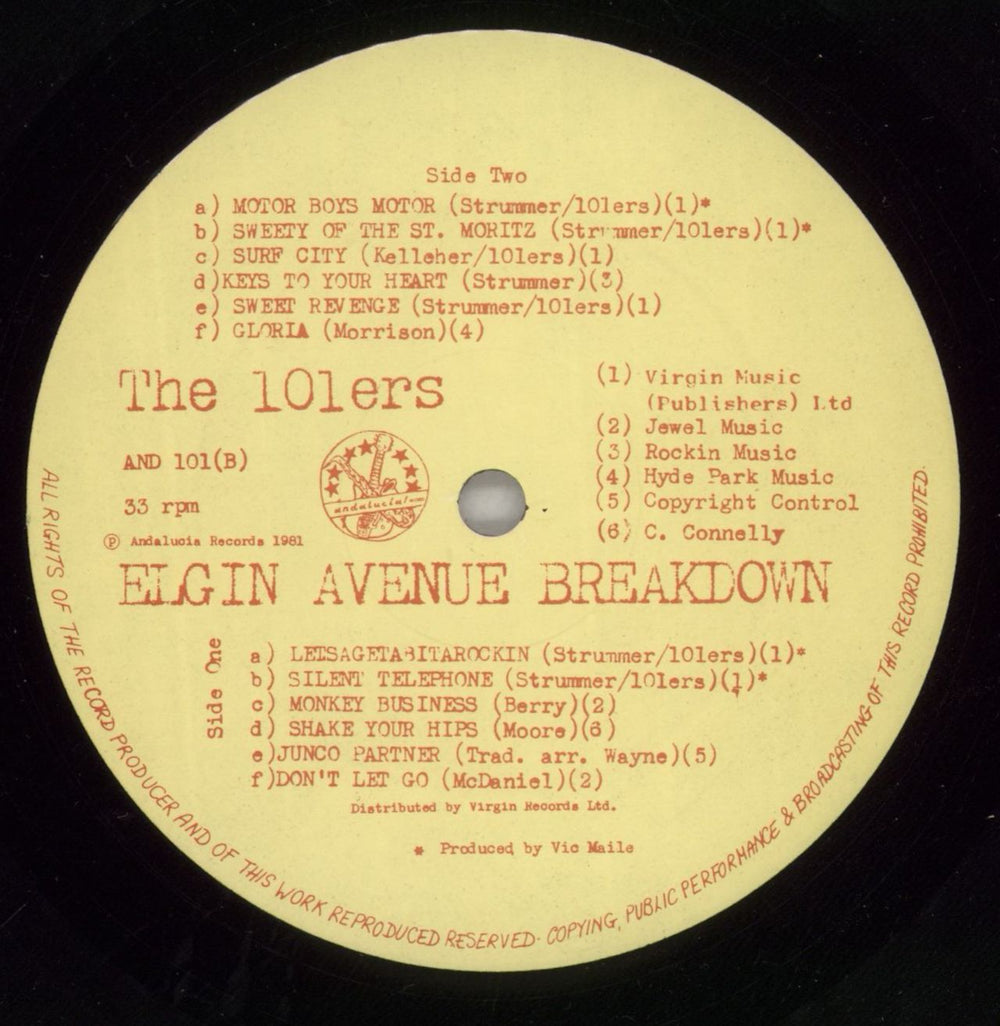 Side Two
a) MOTOR BOYS MOTOR (Strummer/101ers)(1)*
b) SWEETY OF THE ST. MORITZ (Strummer/101ers)(1)*
c) SURF CITY (Kelleher/101ers)(1)
d)KEYS TO YOUR HEART (Strummer)(3)
e) SWEET REVENGE (Strummer/101ers)(1)
f) GLORIA (Morrison)(4)
The 101ers
AND 101(B)
33 rpm
andalucia!
Ⓟ Andalucia Records 1981
(1) Virgin Music
(Publishers) Ltd
(2) Jewel Music
(3) Rockin Music
(4) Hyde Park Music
(5) Copyright Control
(6) C. Connelly
ELGIN AVENUE BREAKDOWN
Side One
a) LETSAGETABITAROCKIN (Strummer/101ers)(1)*
b) SILENT TELEPHONE (Strummer/101ers)(1)*
c) MONKEY BUSINESS (Berry)(2)
d) SHAKE YOUR HIPS (Moore)(6)
e)JUNCO PARTNER (Trad. arr. Wayne)(5)
f)DON'T LET GO (McDaniel)(2)
Distributed by Virgin Records Ltd.
* Produced by Vic Maile
ALL RIGHTS OF THE RECORD PRODUCER AND OF THIS WORK REPRODUCED RESERVED· COPYING, PUBLIC PERFORMANCE & BROADCASTING OF THIS RECORD PROHIBITED.